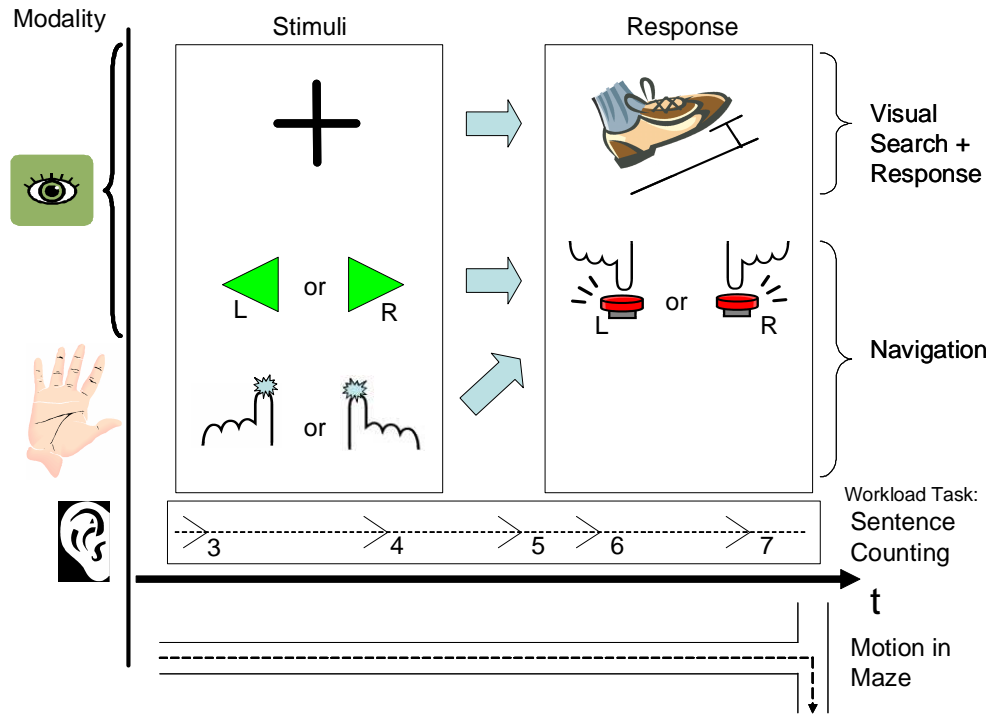 Modality
Stimuli
Response
Visual
Search +
Response
or
L
R
or
L
R
Navigation
or
Workload Task:
Sentence
Counting
3
4
5
6
7
t
Motion in
Maze